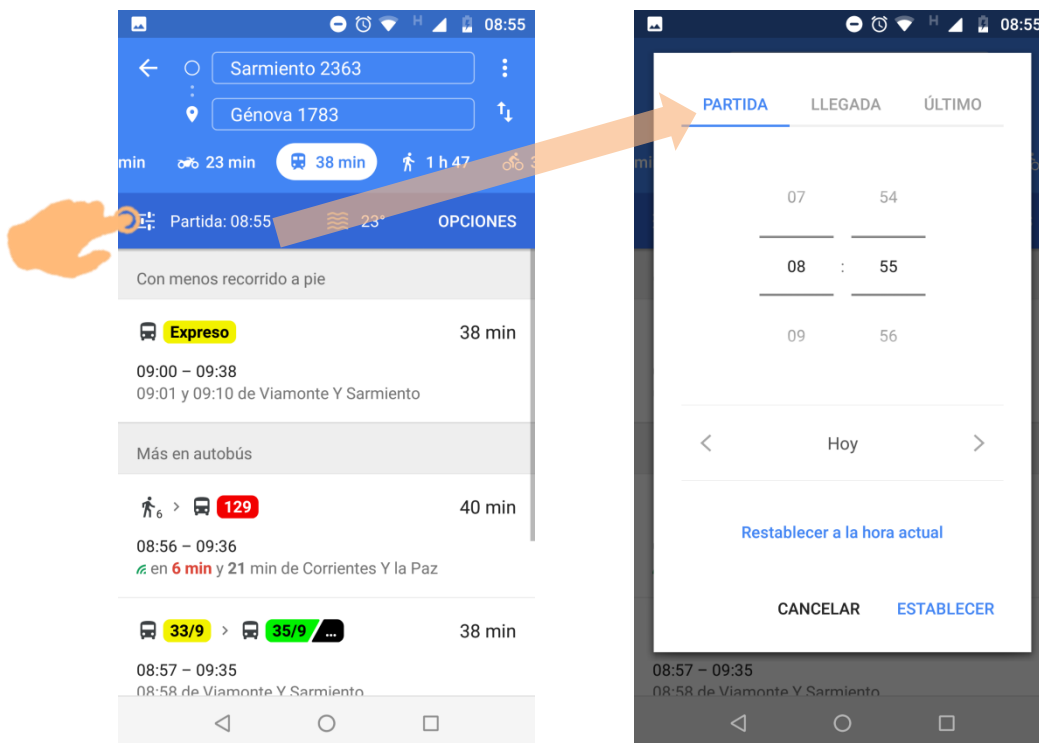 H 08:55
Sarmiento 2363
Génova 1783
min 23 min 38 min 1 h 47 3
Partida: 08:55 23° OPCIONES
Con menos recorrido a pie
Expreso 38 min
09:00 – 09:38
09:01 y 09:10 de Viamonte Y Sarmiento
Más en autobús
6 > 129 40 min
08:56 – 09:36
en 6 min y 21 min de Corrientes Y la Paz
33/9 > 35/9 ... 38 min
08:57 – 09:35
08:58 de Viamonte Y Sarmiento
H 08:55
PARTIDA LLEGADA ÚLTIMO
mi
07 54
08 : 55
09 56
< Hoy >
Restablecer a la hora actual
CANCELAR ESTABLECER
08:57 – 09:35
08:58 de Viamonte Y Sarmiento